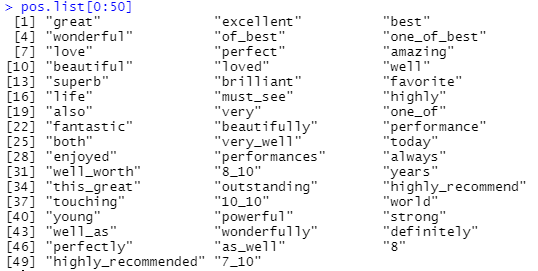 > pos.list[0:50]
[1] "great" "excellent" "best"
[4] "wonderful" "of_best" "one_of_best"
[7] "love" "perfect" "amazing"
[10] "beautiful" "loved" "well"
[13] "superb" "brilliant" "favorite"
[16] "life" "must_see" "highly"
[19] "also" "very" "one_of"
[22] "fantastic" "beautifully" "performance"
[25] "both" "very_well" "today"
[28] "enjoyed" "performances" "always"
[31] "well_worth" "8_10" "years"
[34] "this_great" "outstanding" "highly_recommend"
[37] "touching" "10_10" "world"
[40] "young" "powerful" "strong"
[43] "well_as" "wonderfully" "definitely"
[46] "perfectly" "as_well" "8"
[49] "highly_recommended" "7_10"